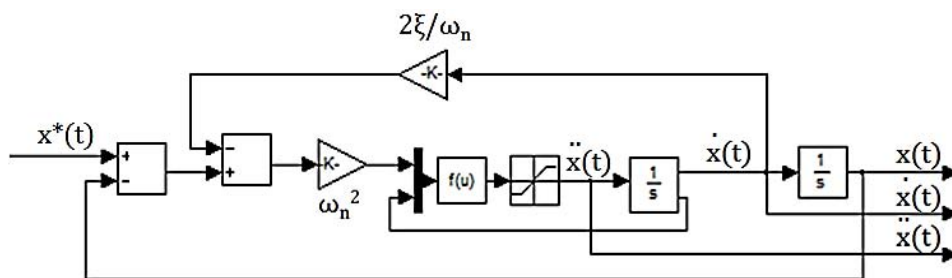 2ξ/ωn
-K-
x*(t)
+
−
−
+
K-
ωn²
f(u)
ẍ(t)
1
s
ẋ(t)
1
s
x(t)
ẋ(t)
ẍ(t)